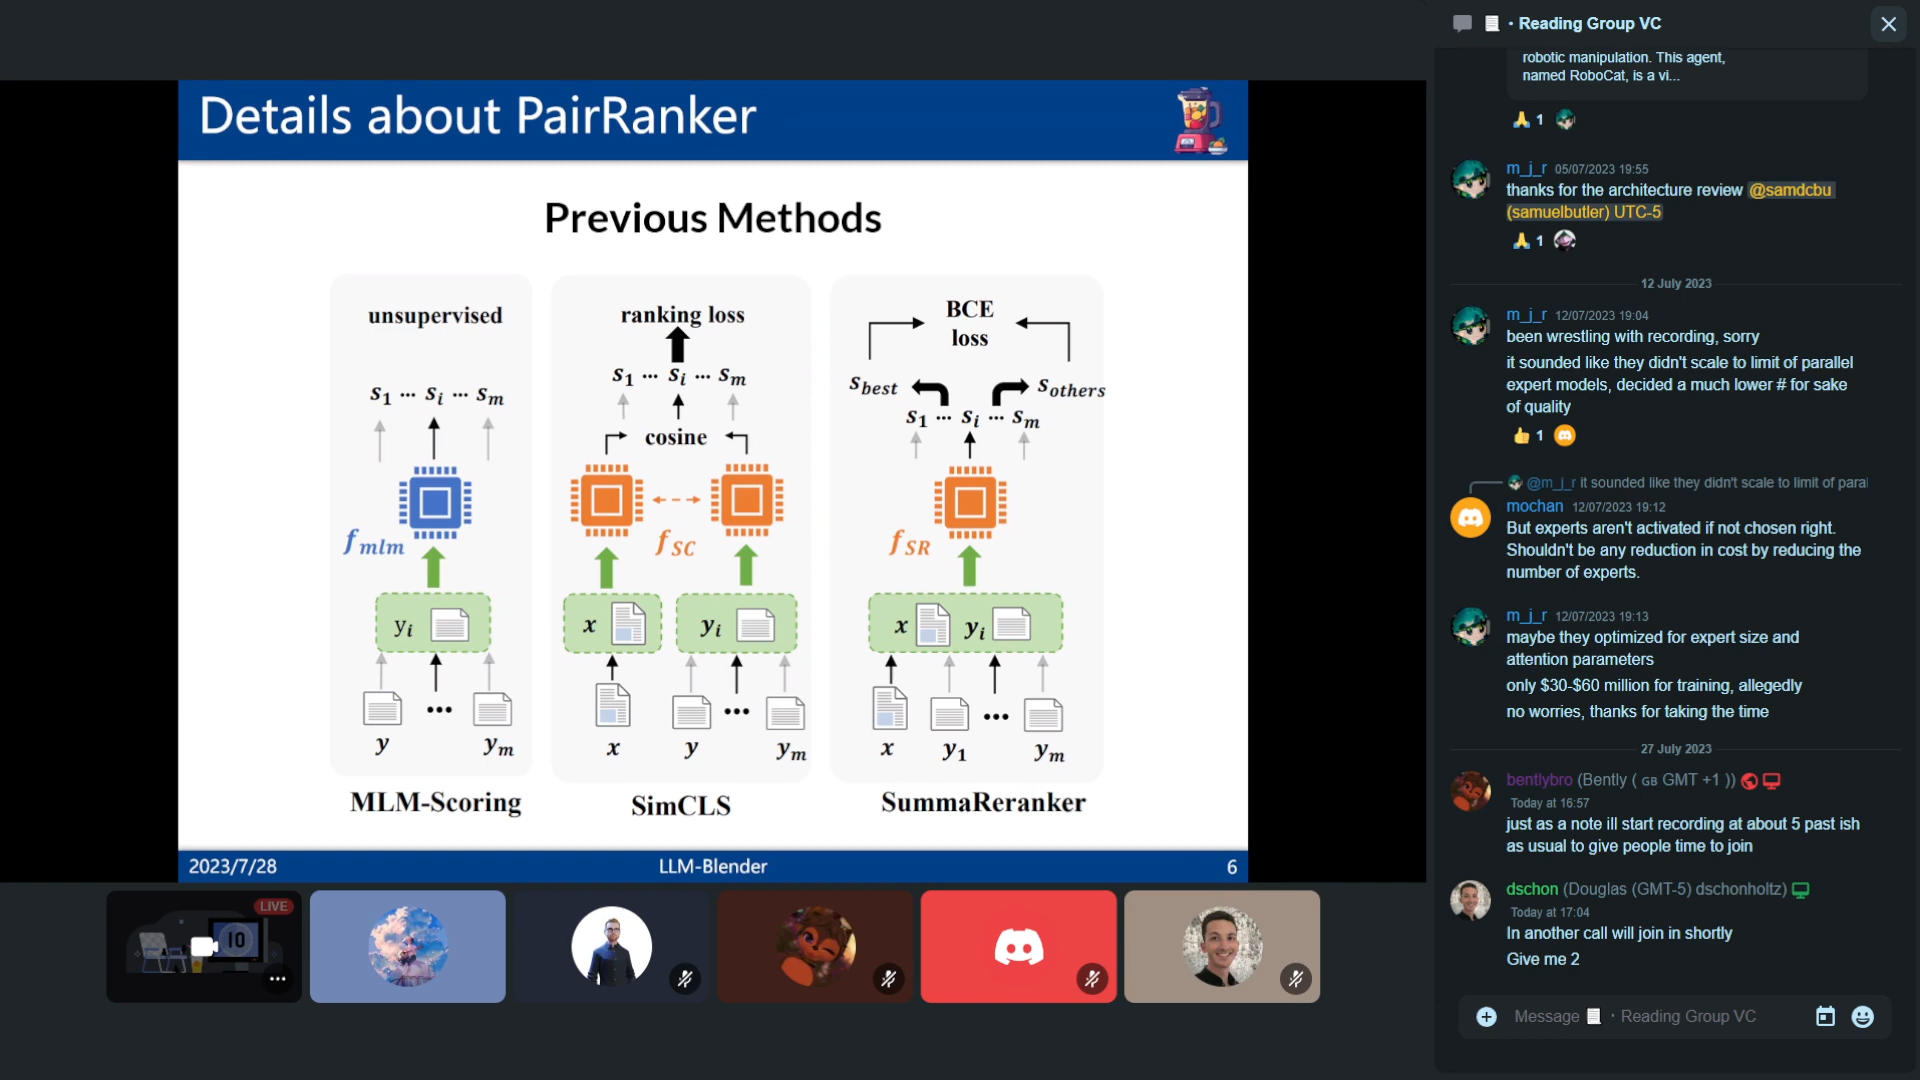 Details about PairRanker
Previous Methods
unsupervised
s1 ... si ... sm
fmlm
yi
y
ym
MLM-Scoring
ranking loss
s1 ... si ... sm
cosine
fSC
x
yi
x
y
ym
SimCLS
BCE
loss
sbest
sothers
s1 ... si ... sm
fSR
x
yi
x
y1
ym
SummaReranker
2023/7/28
LLM-Blender
6
LIVE
10
• Reading Group VC
robotic manipulation. This agent,
named RoboCat, is a vi...
1
m_j_r 05/07/2023 19:55
thanks for the architecture review @samdcbu
(samuelbutler) UTC-5
1
12 July 2023
m_j_r 12/07/2023 19:04
been wrestling with recording, sorry
it sounded like they didn't scale to limit of parallel
expert models, decided a much lower # for sake
of quality
1
@m_j_r it sounded like they didn't scale to limit of paral
mochan 12/07/2023 19:12
But experts aren't activated if not chosen right.
Shouldn't be any reduction in cost by reducing the
number of experts.
m_j_r 12/07/2023 19:13
maybe they optimized for expert size and
attention parameters
only $30-$60 million for training, allegedly
no worries, thanks for taking the time
27 July 2023
bentlybro (Bently ( GB GMT +1 ))
Today at 16:57
just as a note ill start recording at about 5 past ish
as usual to give people time to join
dschon (Douglas (GMT-5) dschonholtz)
Today at 17:04
In another call will join in shortly
Give me 2
Message • Reading Group VC